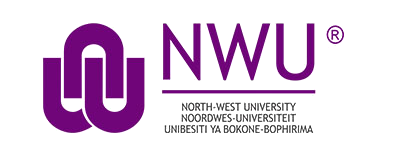 NWU®
NORTH-WEST UNIVERSITY
NOORDWES-UNIVERSITEIT
UNIBESITI YA BOKONE-BOPHIRIMA